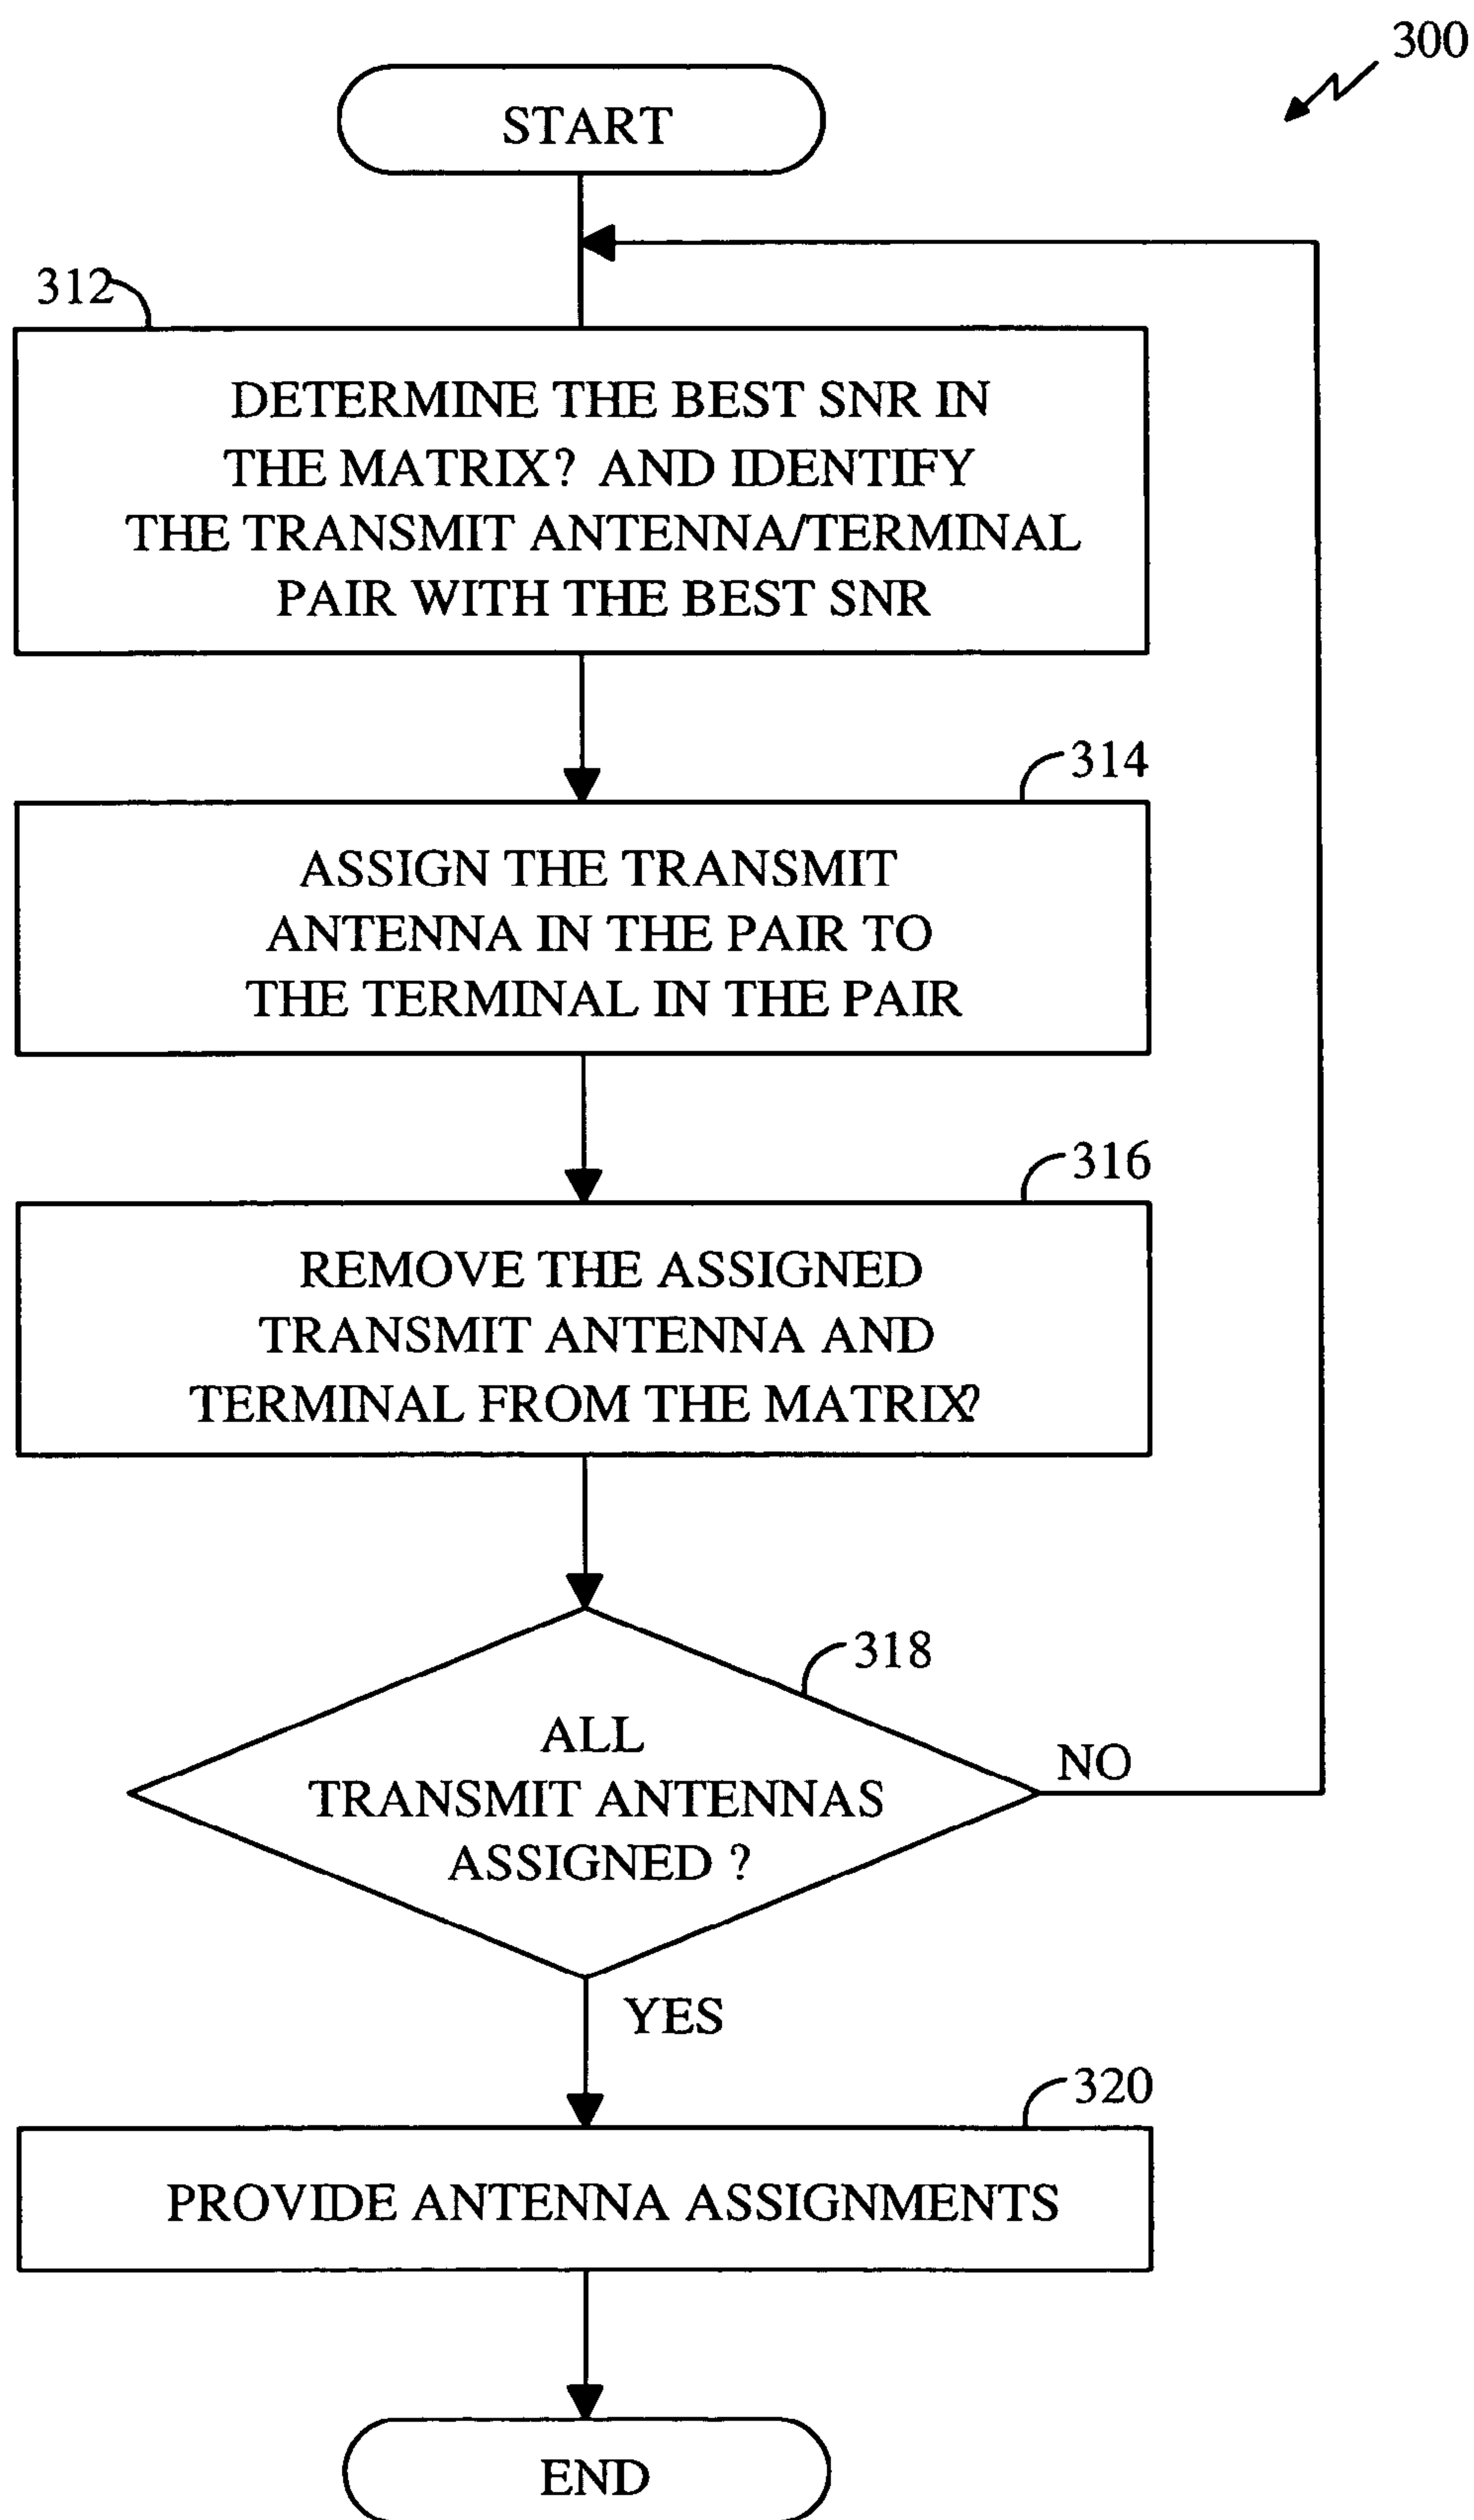 300
START
312
DETERMINE THE BEST SNR IN
THE MATRIX? AND IDENTIFY
THE TRANSMIT ANTENNA/TERMINAL
PAIR WITH THE BEST SNR
314
ASSIGN THE TRANSMIT
ANTENNA IN THE PAIR TO
THE TERMINAL IN THE PAIR
316
REMOVE THE ASSIGNED
TRANSMIT ANTENNA AND
TERMINAL FROM THE MATRIX?
318
ALL
TRANSMIT ANTENNAS
ASSIGNED ?
NO
YES
320
PROVIDE ANTENNA ASSIGNMENTS
END